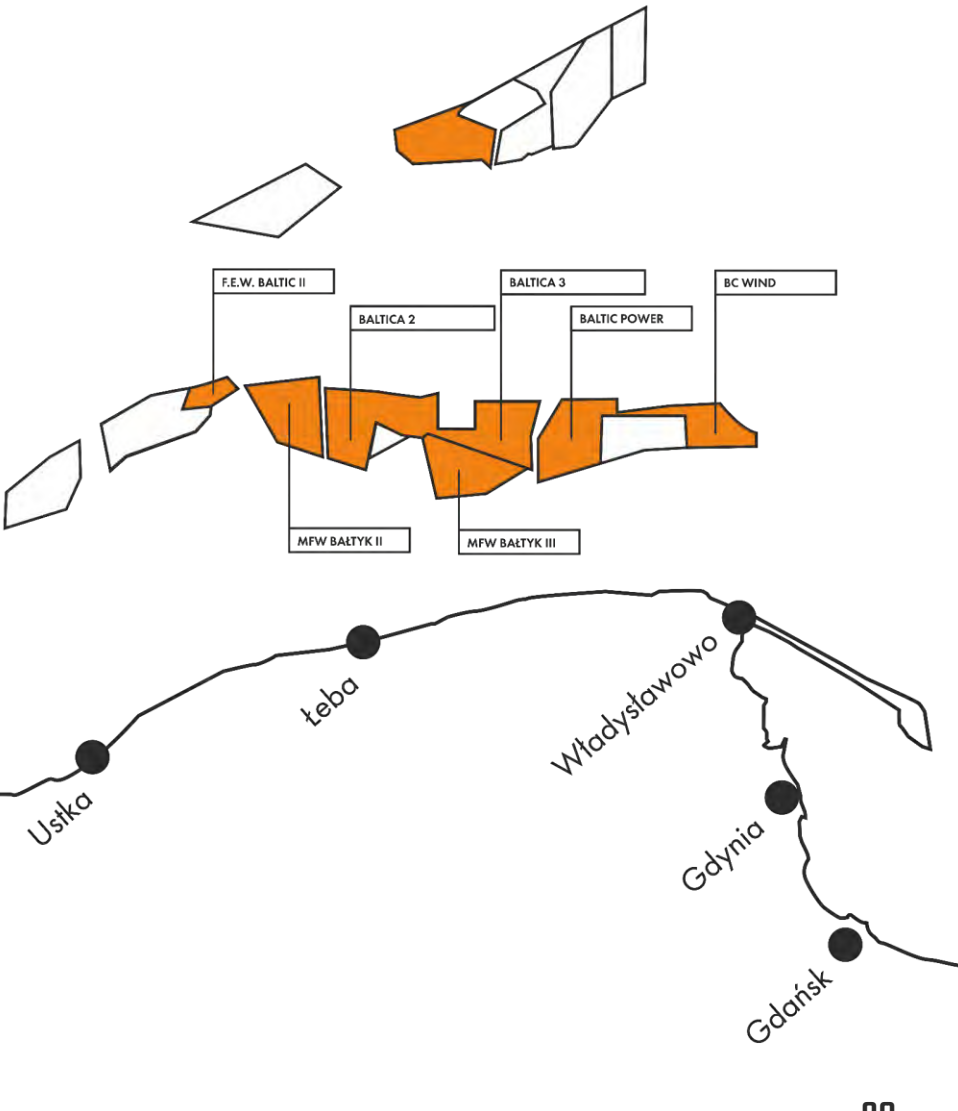 F.E.W. BALTIC II
BALTICA 3
BC WIND
BALTICA 2
BALTIC POWER
MFW BAŁTYK II
MFW BAŁTYK III
Łeba
Władysławowo
Ustka
Gdynia
Gdańsk